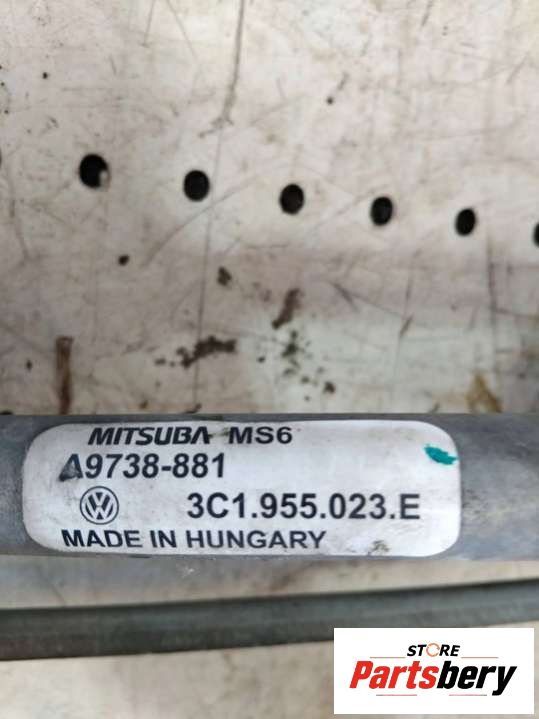 MITSUBA MS6
A9738-881
3C1.955.023.E
MADE IN HUNGARY
STORE
Partsbery